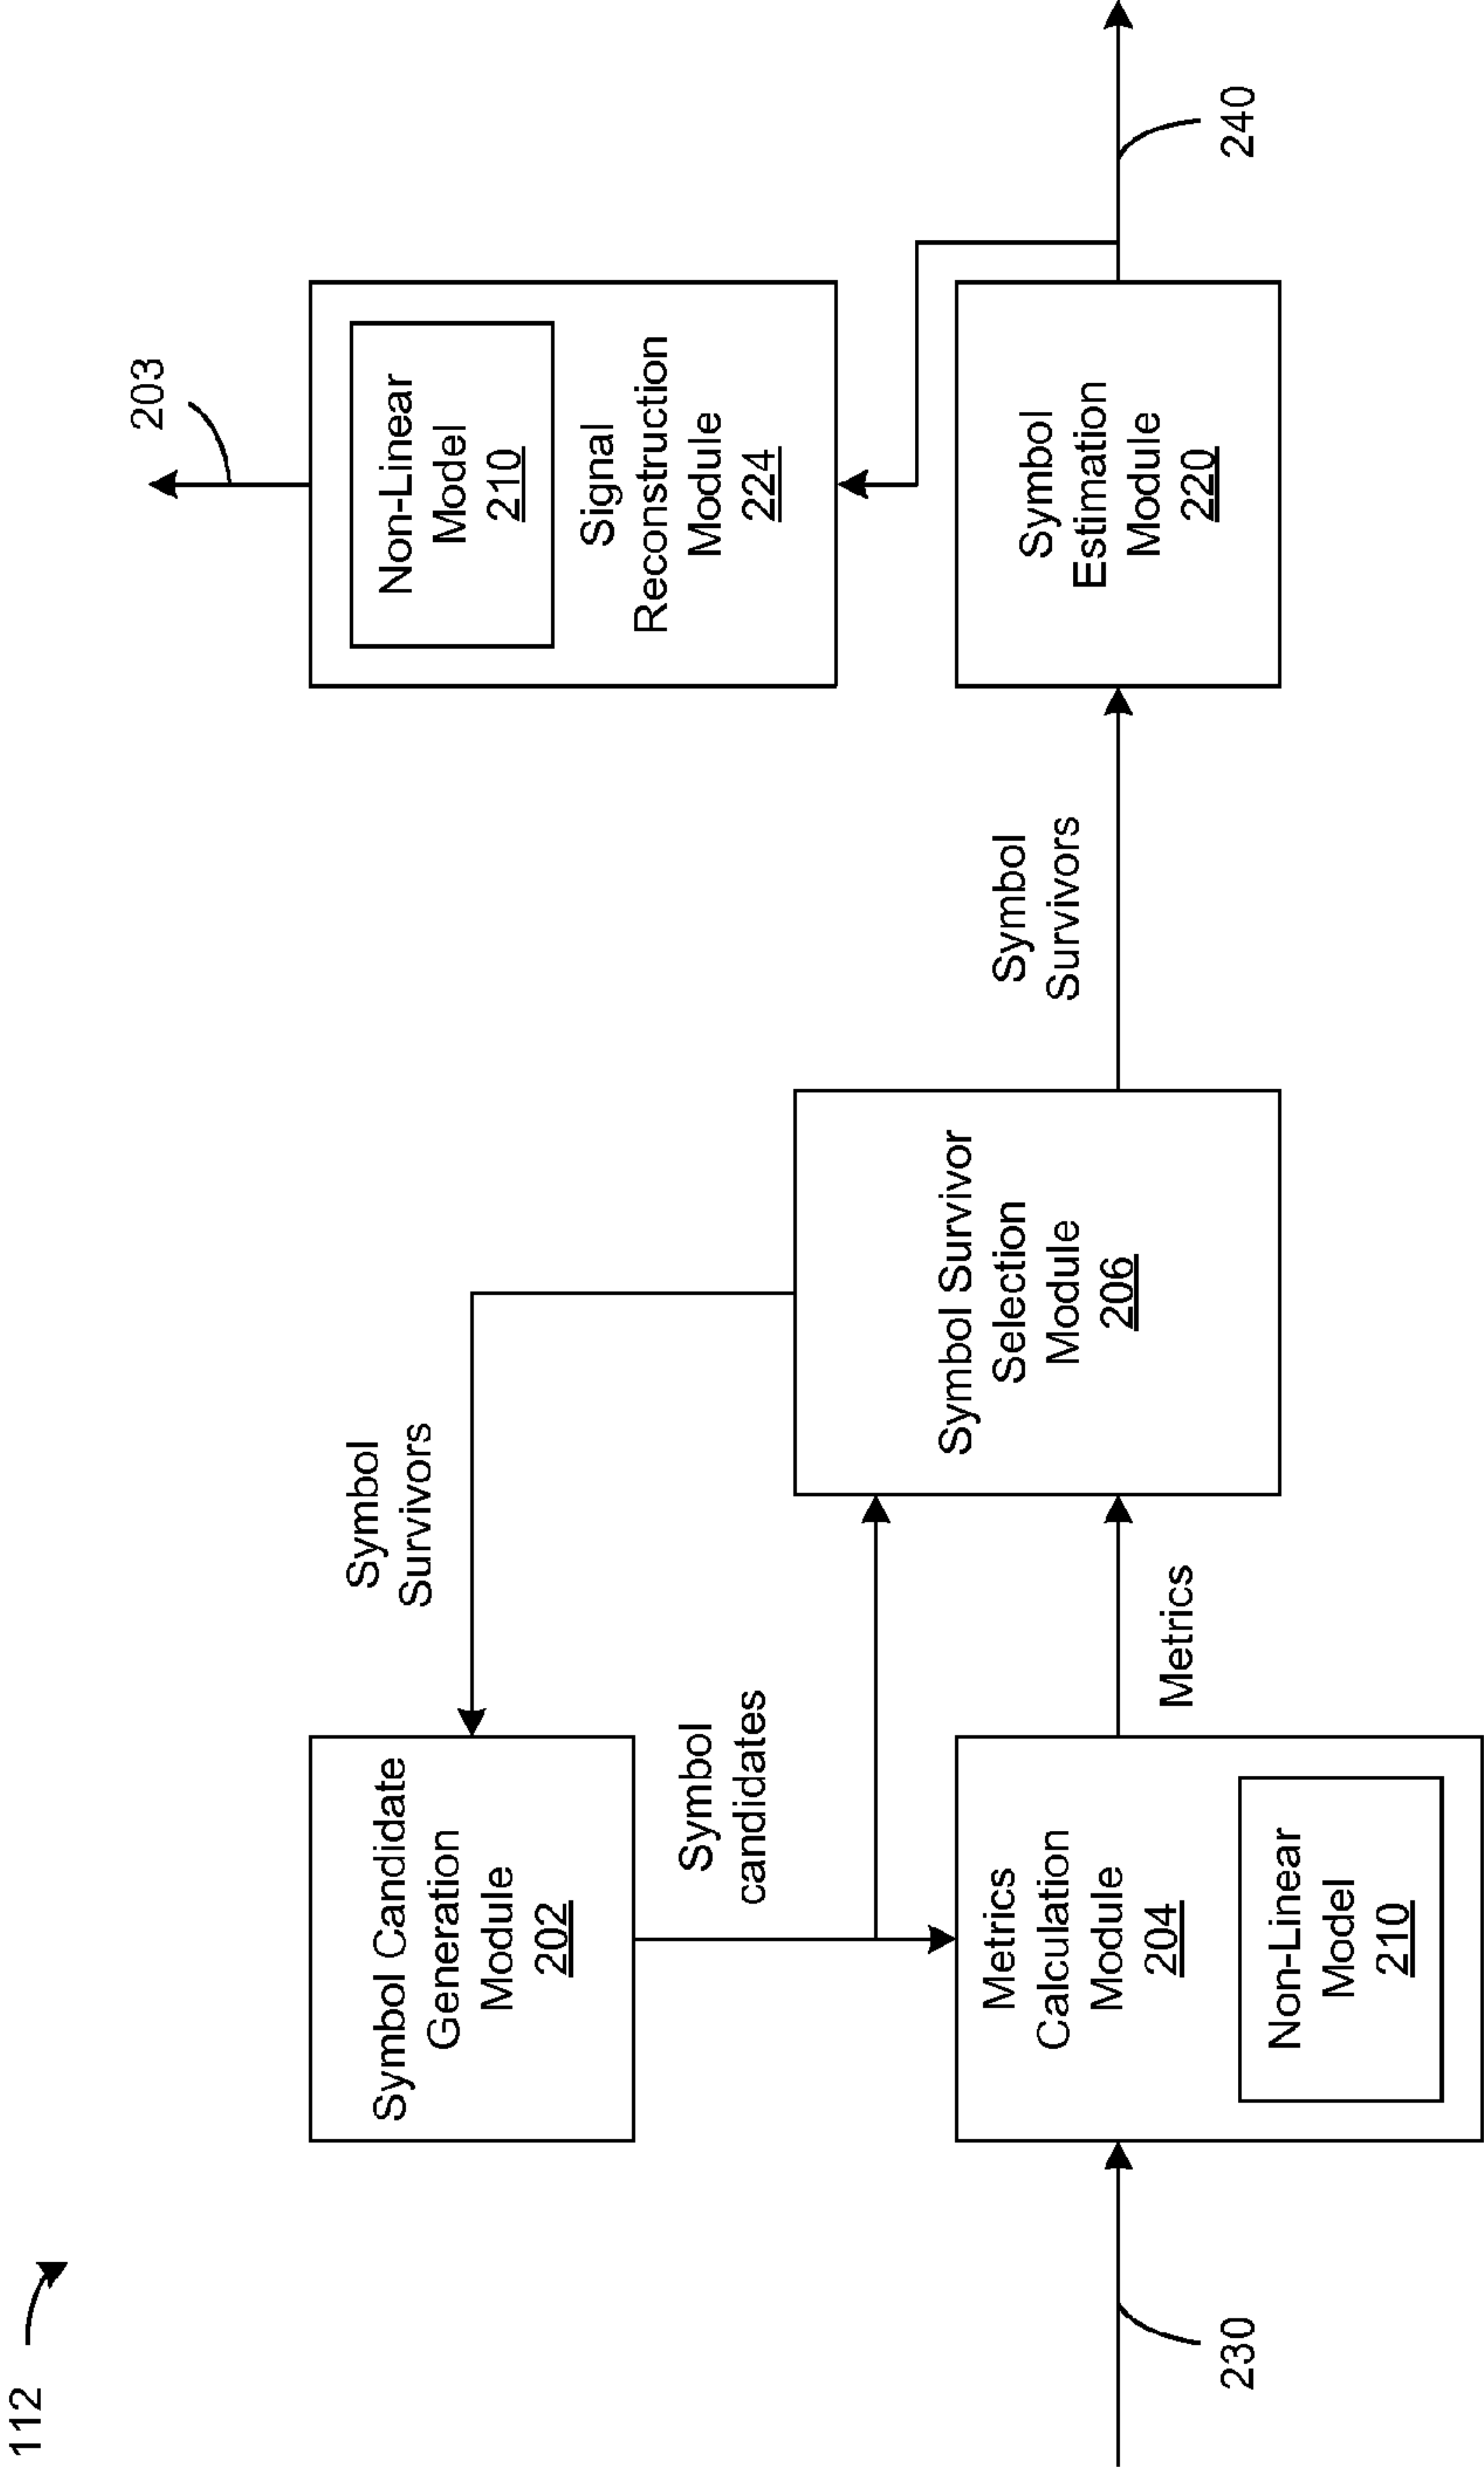 112
Symbol Candidate
Generation
Module
202
Symbol
Survivors
203
Non-Linear
Model
210
Signal
Reconstruction
Module
224
Symbol
candidates
Metrics
Calculation
Module
204
Non-Linear
Model
210
230
Metrics
Symbol Survivor
Selection
Module
206
Symbol
Survivors
Symbol
Estimation
Module
220
240